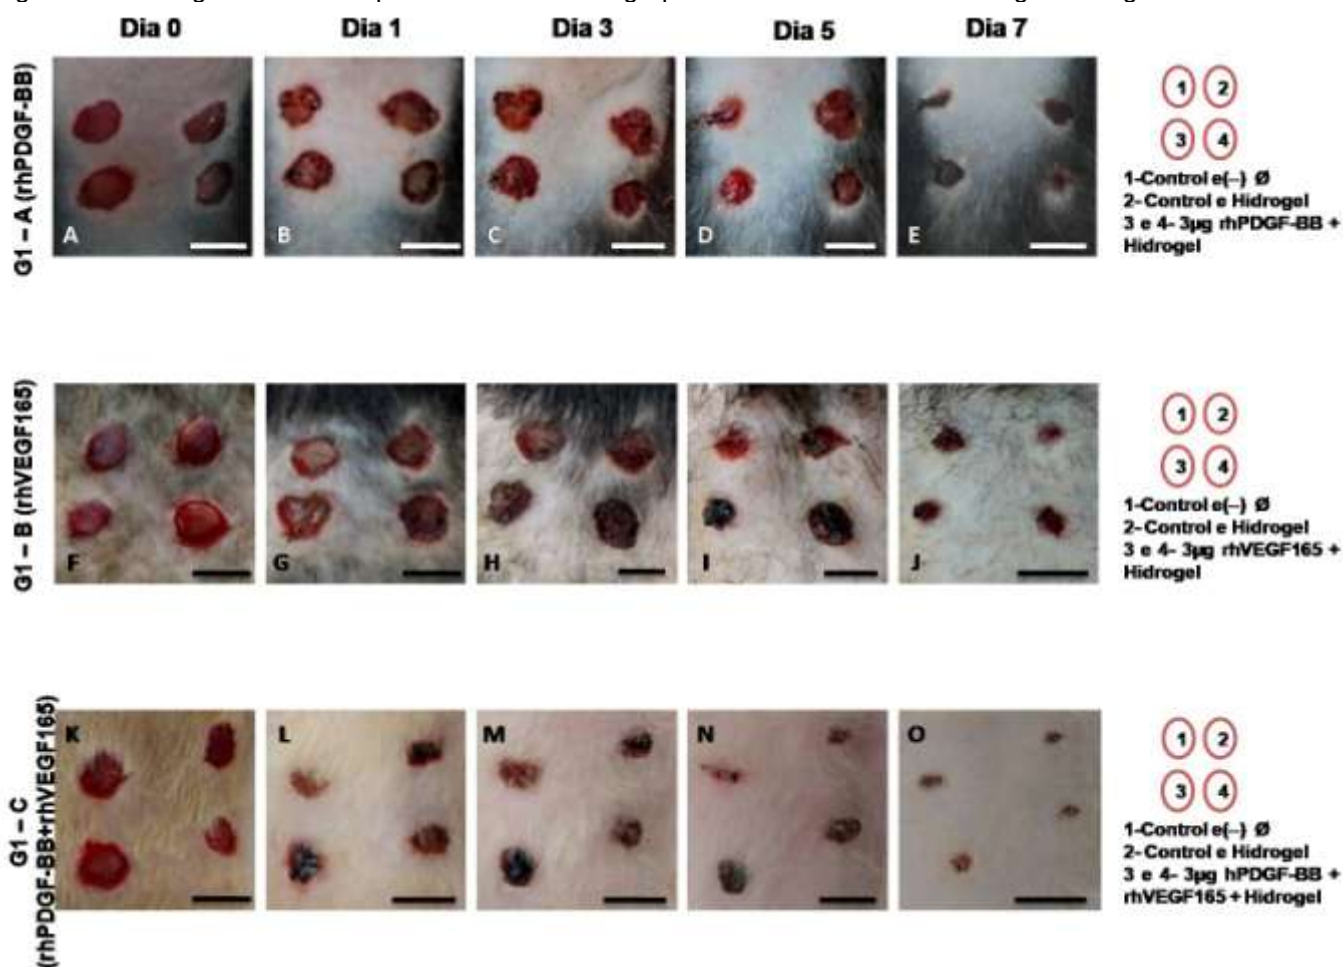 Dia 0 Dia 1 Dia 3 Dia 5 Dia 7
G1 – A (rhPDGF-BB)
A B C D E
1 2
3 4
1-Control e(–) Ø
2-Control e Hidrogel
3 e 4- 3µg rhPDGF-BB +
Hidrogel
G1 – B (rhVEGF165)
F G H I J
1 2
3 4
1-Control e(–) Ø
2-Control e Hidrogel
3 e 4- 3µg rhVEGF165 +
Hidrogel
G1 – C
(rhPDGF-BB+rhVEGF165)
K L M N O
1 2
3 4
1-Control e(–) Ø
2-Control e Hidrogel
3 e 4- 3µg hPDGF-BB +
rhVEGF165 + Hidrogel